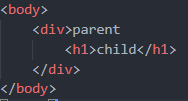 <body>
    <div>parent
        <h1>child</h1>
    </div>
</body>